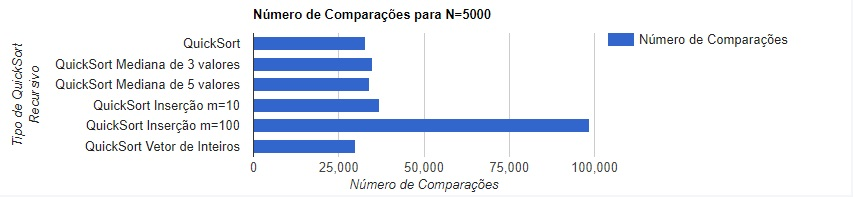 Número de Comparações para N=5000
Número de Comparações
Tipo de QuickSort
Recursivo
QuickSort
QuickSort Mediana de 3 valores
QuickSort Mediana de 5 valores
QuickSort Inserção m=10
QuickSort Inserção m=100
QuickSort Vetor de Inteiros
0
25,000
50,000
75,000
100,000
Número de Comparações